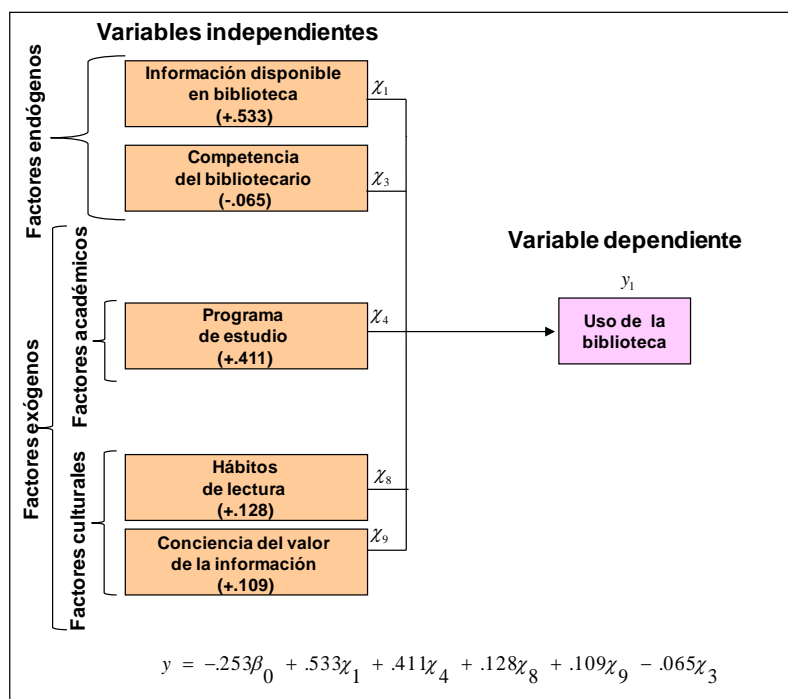 Variables independientes
Factores endógenos
Información disponible
en biblioteca
(+.533)
χ1
Competencia
del bibliotecario
(-.065)
χ3
Factores exógenos
Factores académicos
Programa
de estudio
(+.411)
χ4
Factores culturales
Hábitos
de lectura
(+.128)
χ8
Conciencia del valor
de la información
(+.109)
χ9
Variable dependiente
y1
Uso de la
biblioteca
y = -.253β0 + .533χ1 + .411χ4 + .128χ8 + .109χ9 - .065χ3